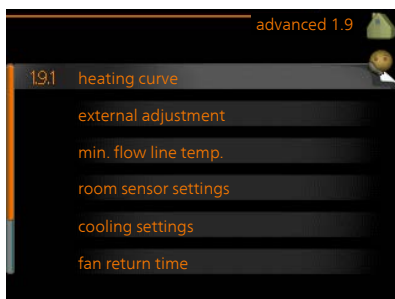 advanced 1.9
1.9.1 heating curve
external adjustment
min. flow line temp.
room sensor settings
cooling settings
fan return time